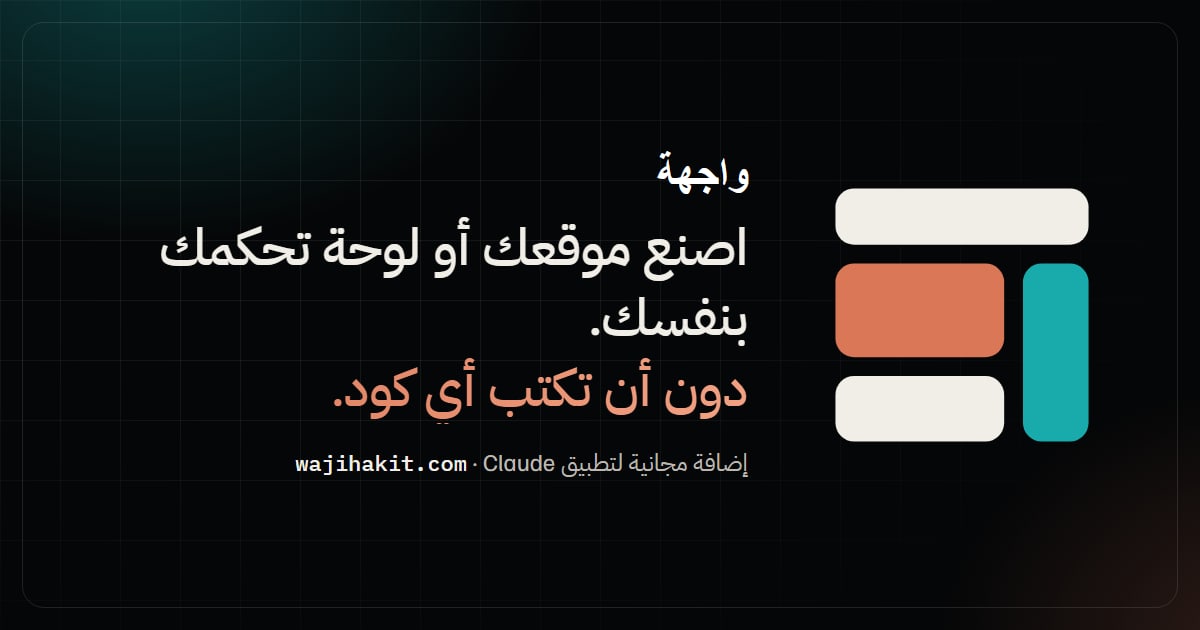 واجهة
اصنع موقعك أو لوحة تحكمك
بنفسك.
دون أن تكتب أي كود.
إضافة مجانية لتطبيق Claude · wajihakit.com